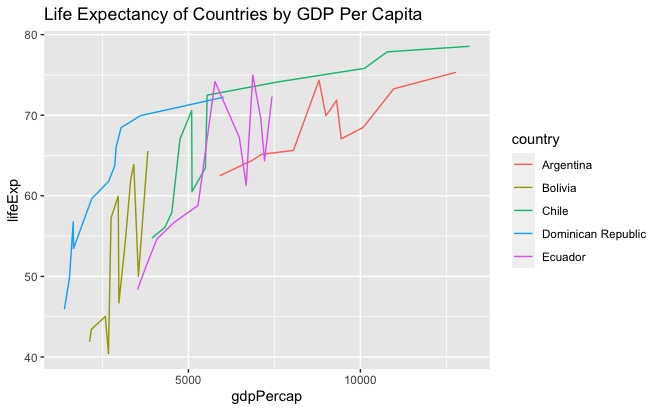 Life Expectancy of Countries by GDP Per Capita
80
70
60
50
40
lifeExp
5000
10000
gdpPercap
country
Argentina
Bolivia
Chile
Dominican Republic
Ecuador